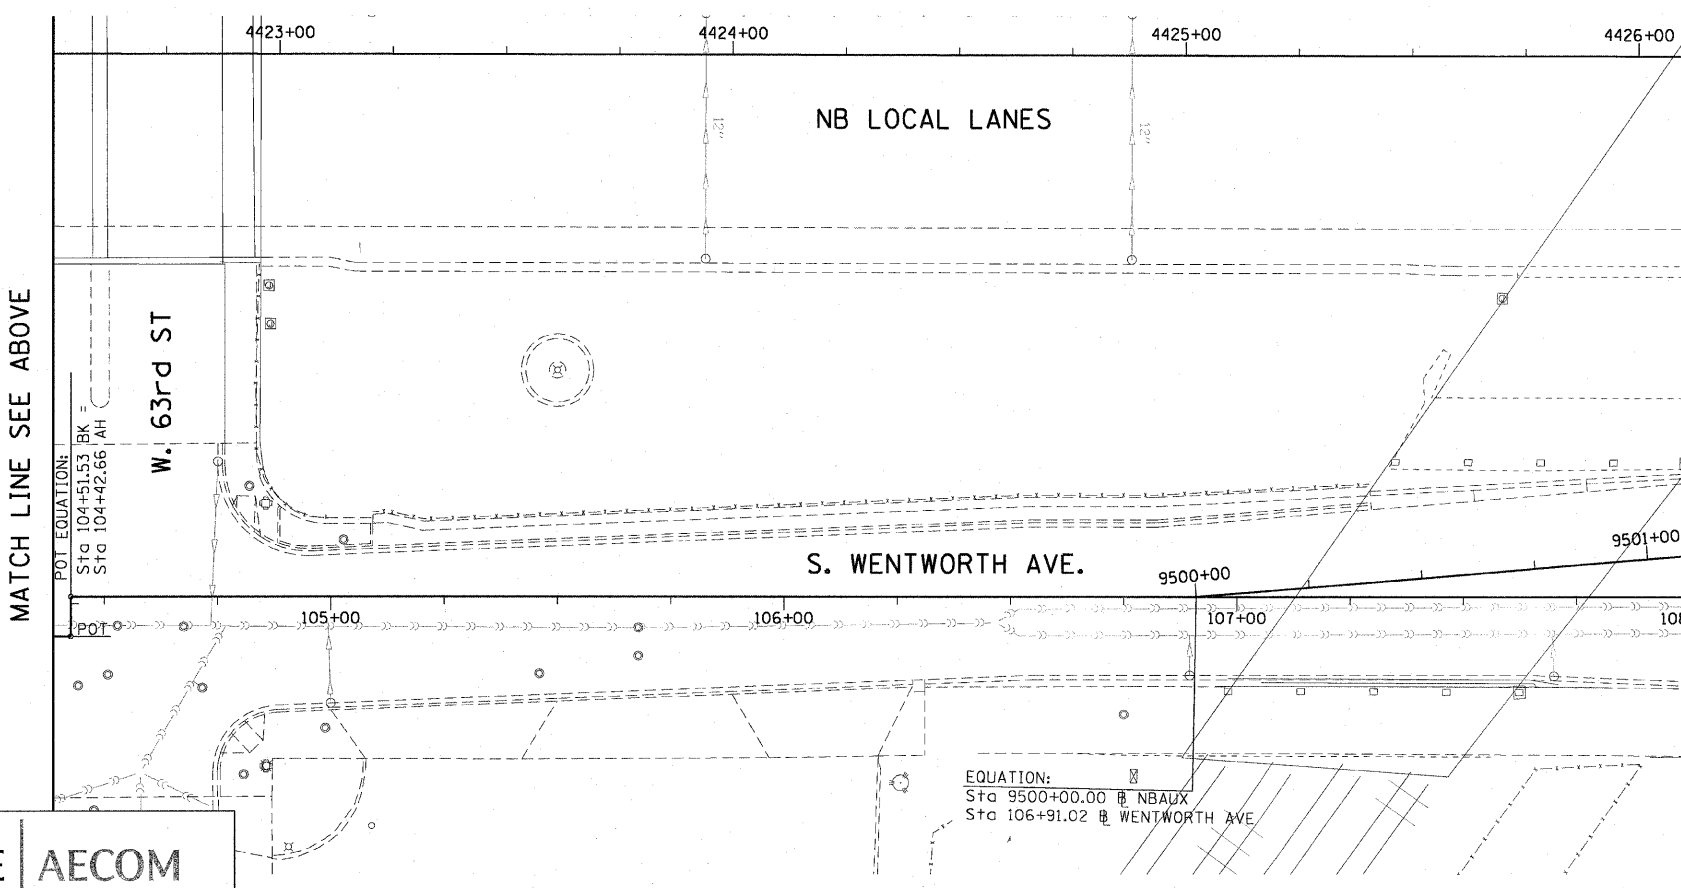 4423+00
4424+00
4425+00
4426+00
NB LOCAL LANES
12"
12"
MATCH LINE SEE ABOVE
W. 63rd ST
POT EQUATION:
Sta 104+51.53 BK =
Sta 104+42.66 AH
POT
S. WENTWORTH AVE.
9500+00
9501+00
105+00
106+00
107+00
108
EQUATION:
Sta 9500+00.00 ⅊ NBAUX
Sta 106+91.02 ⅊ WENTWORTH AVE
E
AECOM